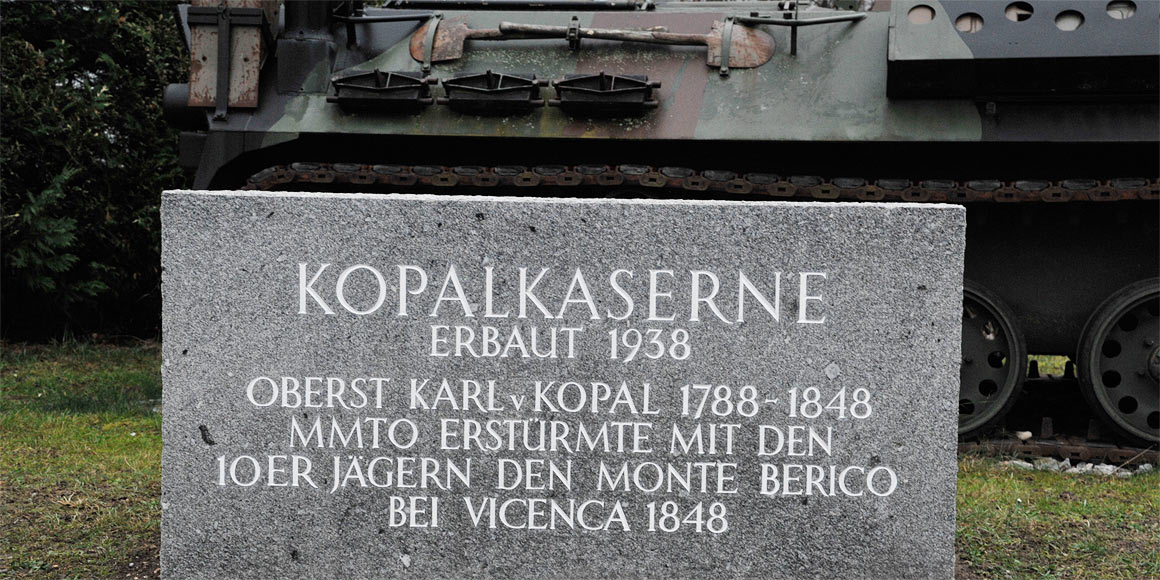 KOPALKASERNE
ERBAUT 1938
OBERST KARL v KOPAL 1788 - 1848
MMTO ERSTÜRMTE MIT DEN
10ER JÄGERN DEN MONTE BERICO
BEI VICENCA 1848